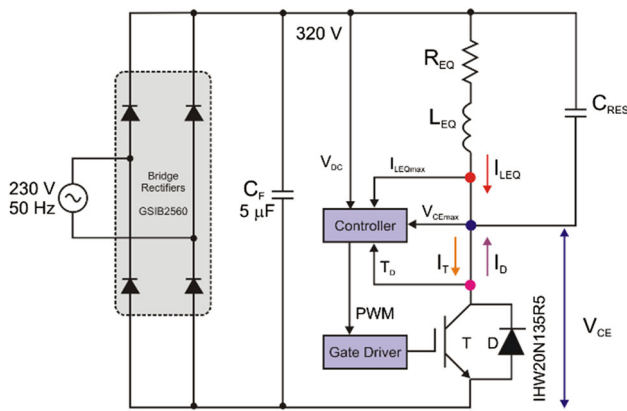 320 V
R_EQ
L_EQ
C_RES
Bridge
Rectifiers
GSIB2560
230 V
50 Hz
C_F
5 µF
V_DC
I_LEQmax
I_LEQ
Controller
V_CEmax
T_D
I_T
I_D
PWM
Gate Driver
T
D
IHW20N135R5
V_CE